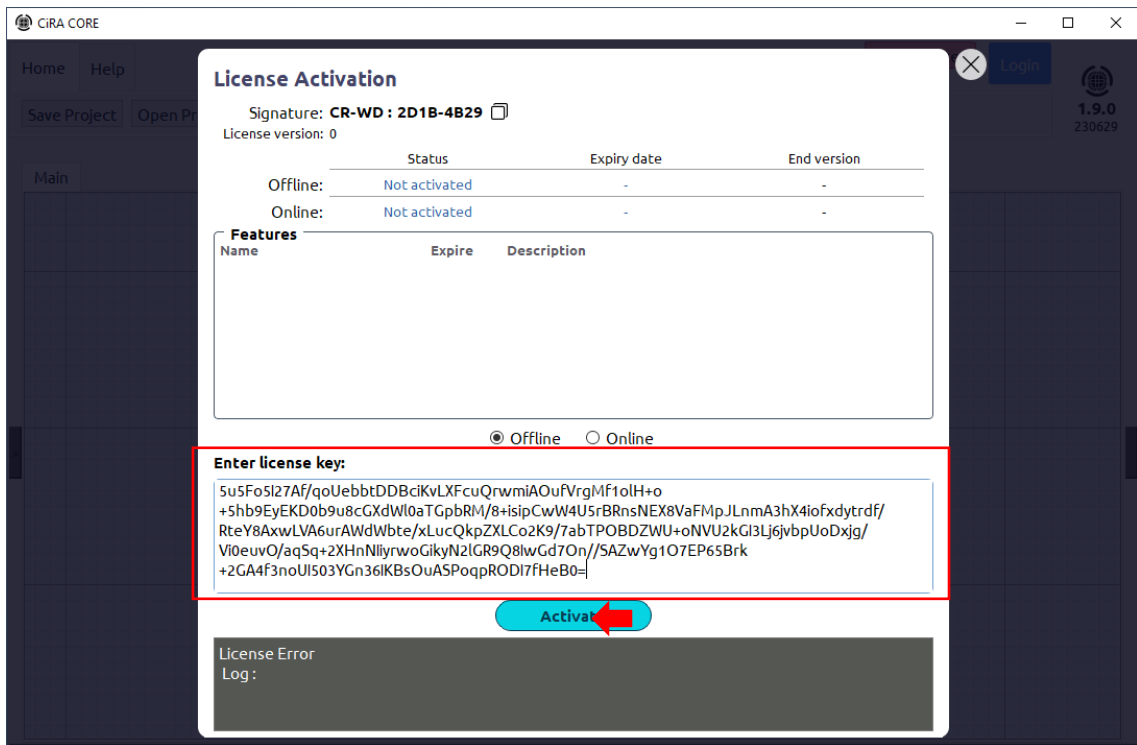 CiRA CORE
Home Help
Login
Save Project Open Pr
1.9.0
230629
Main
License Activation
Signature: CR-WD : 2D1B-4B29
License version: 0
Status Expiry date End version
Offline: Not activated - -
Online: Not activated - -
Features
Name Expire Description
Offline Online
Enter license key:
5u5Fo5I27Af/qoUebbtDDBciKvLXFcuQrwmiAOufVrgMf1olH+o
+5hb9EyEKD0b9u8cGXdWl0aTGpbRM/8+isipCwW4U5rBRnsNEX8VaFMpJLnmA3hX4iofxdytrdf/
RteY8AxwLVA6urAWdWbte/xLucQkpZXLCo2K9/7abTPOBDZWU+oNVU2kGI3Lj6jvbpUoDxjg/
Vi0euvO/aqSq+2XHnNliyrwoGikyN2lGR9Q8IwGd7On//SAZwYg1O7EP65Brk
+2GA4f3noUI503YGn36IKBsOuASPoqpRODI7fHeB0=
Activat
License Error
Log :